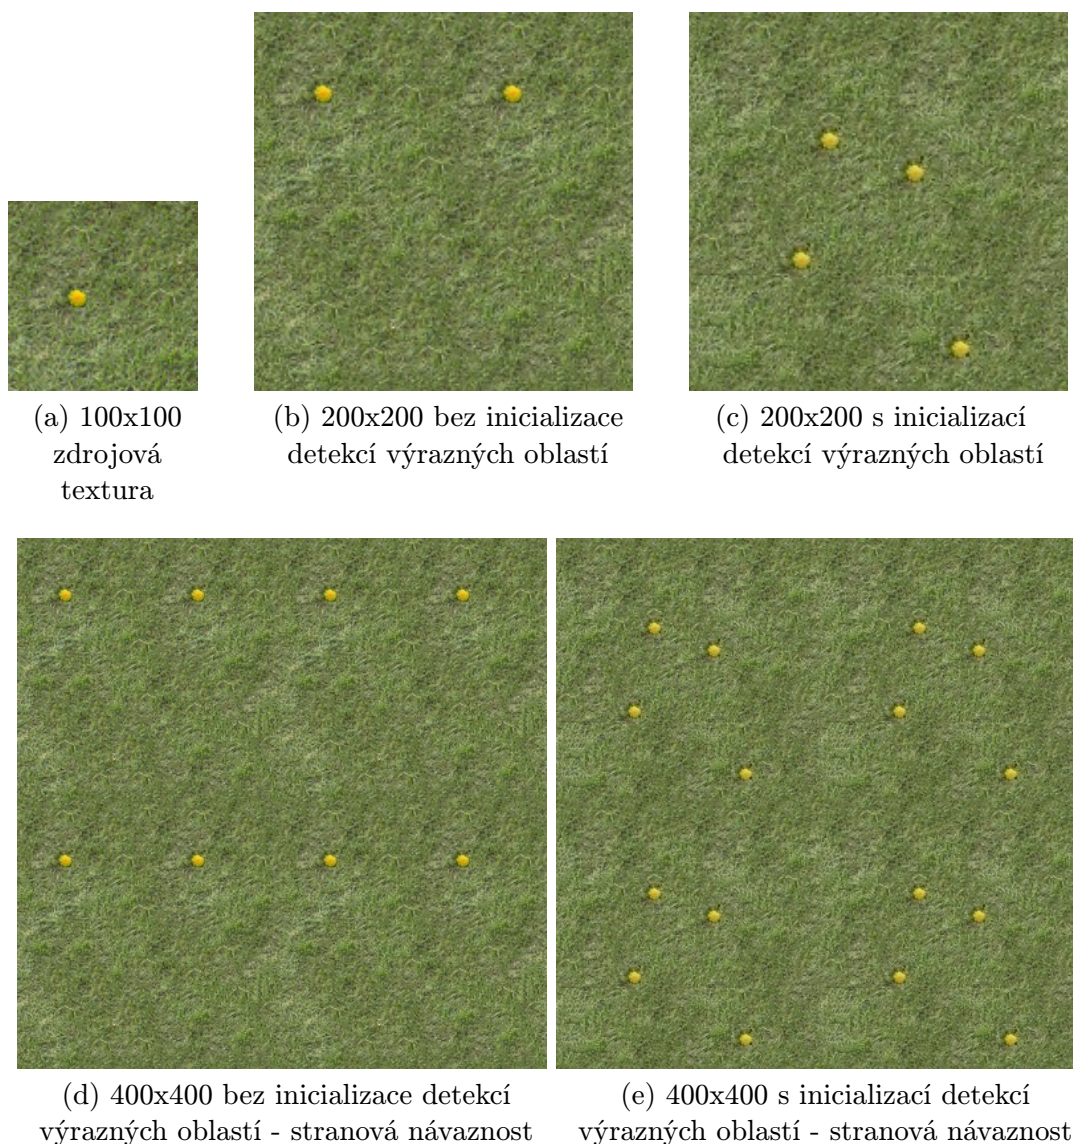 (a) 100x100
zdrojová
textura
(b) 200x200 bez inicializace
detekcí výrazných oblastí
(c) 200x200 s inicializací
detekcí výrazných oblastí
(d) 400x400 bez inicializace detekcí
výrazných oblastí - stranová návaznost
(e) 400x400 s inicializací detekcí
výrazných oblastí - stranová návaznost